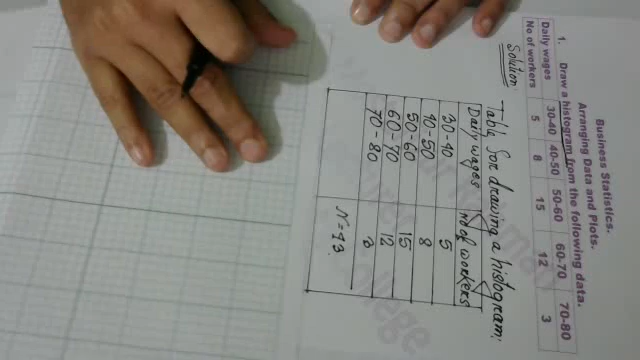 Business Statistics.
Arranging Data and Plots.
1. Draw a histogram from the following data.
Daily wages 30-40 40-50 50-60 60-70 70-80
No of workers 5 8 15 12 3
Solution:
Table for drawing a histogram:
Daily wages No of workers
30-40 5
40-50 8
50-60 15
60-70 12
70-80 3
N=43.